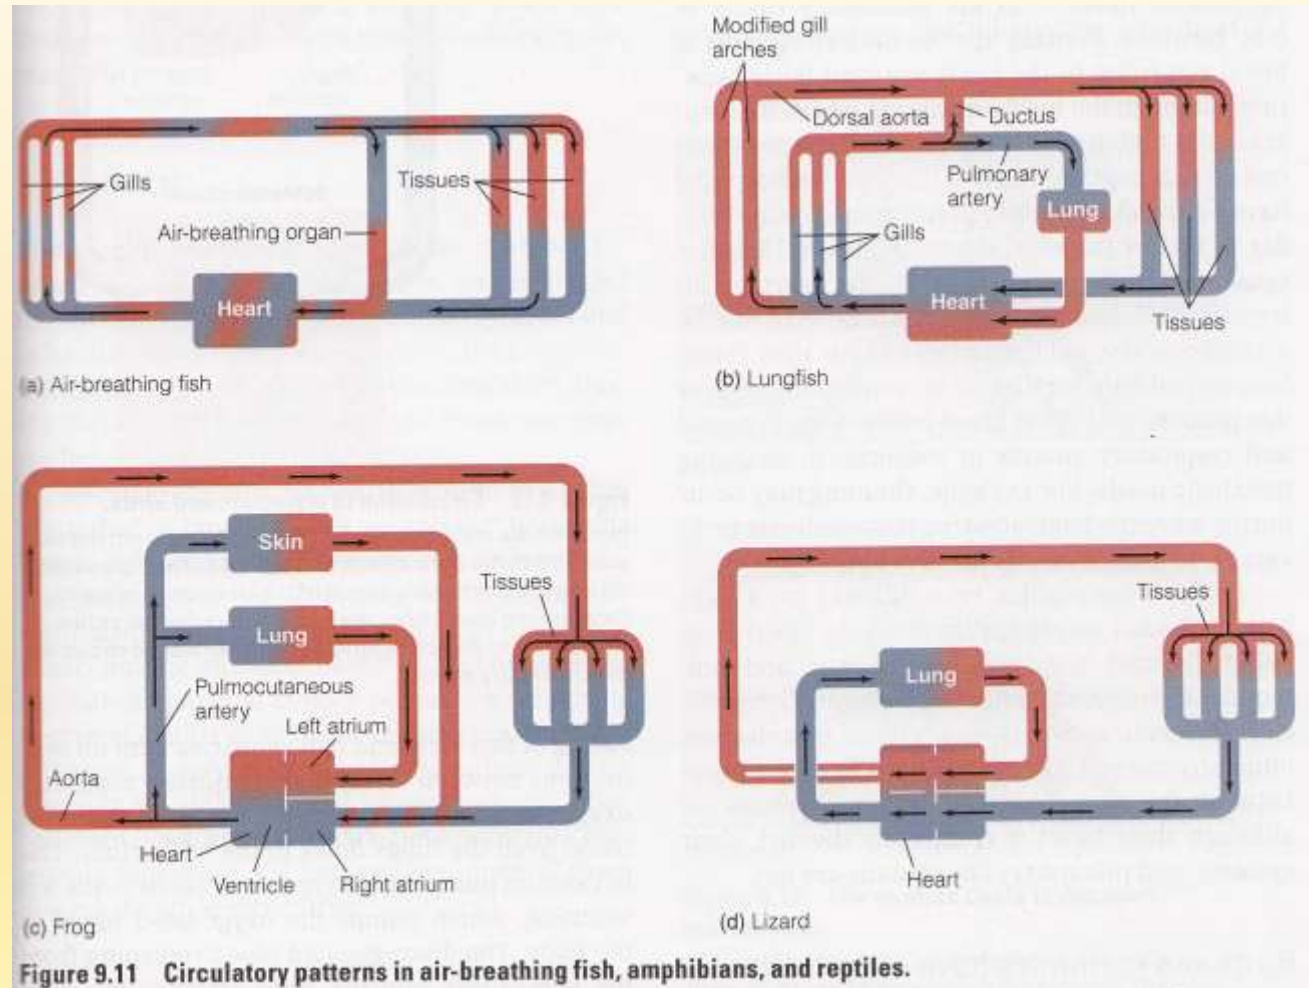 Gills
Tissues
Air-breathing organ
Heart
(a) Air-breathing fish
Modified gill
arches
Dorsal aorta
Ductus
Pulmonary
artery
Lung
Gills
Heart
Tissues
(b) Lungfish
Skin
Lung
Tissues
Pulmocutaneous
artery
Left atrium
Aorta
Heart
Ventricle
Right atrium
(c) Frog
Lung
Tissues
Heart
(d) Lizard
Figure 9.11 Circulatory patterns in air-breathing fish, amphibians, and reptiles.